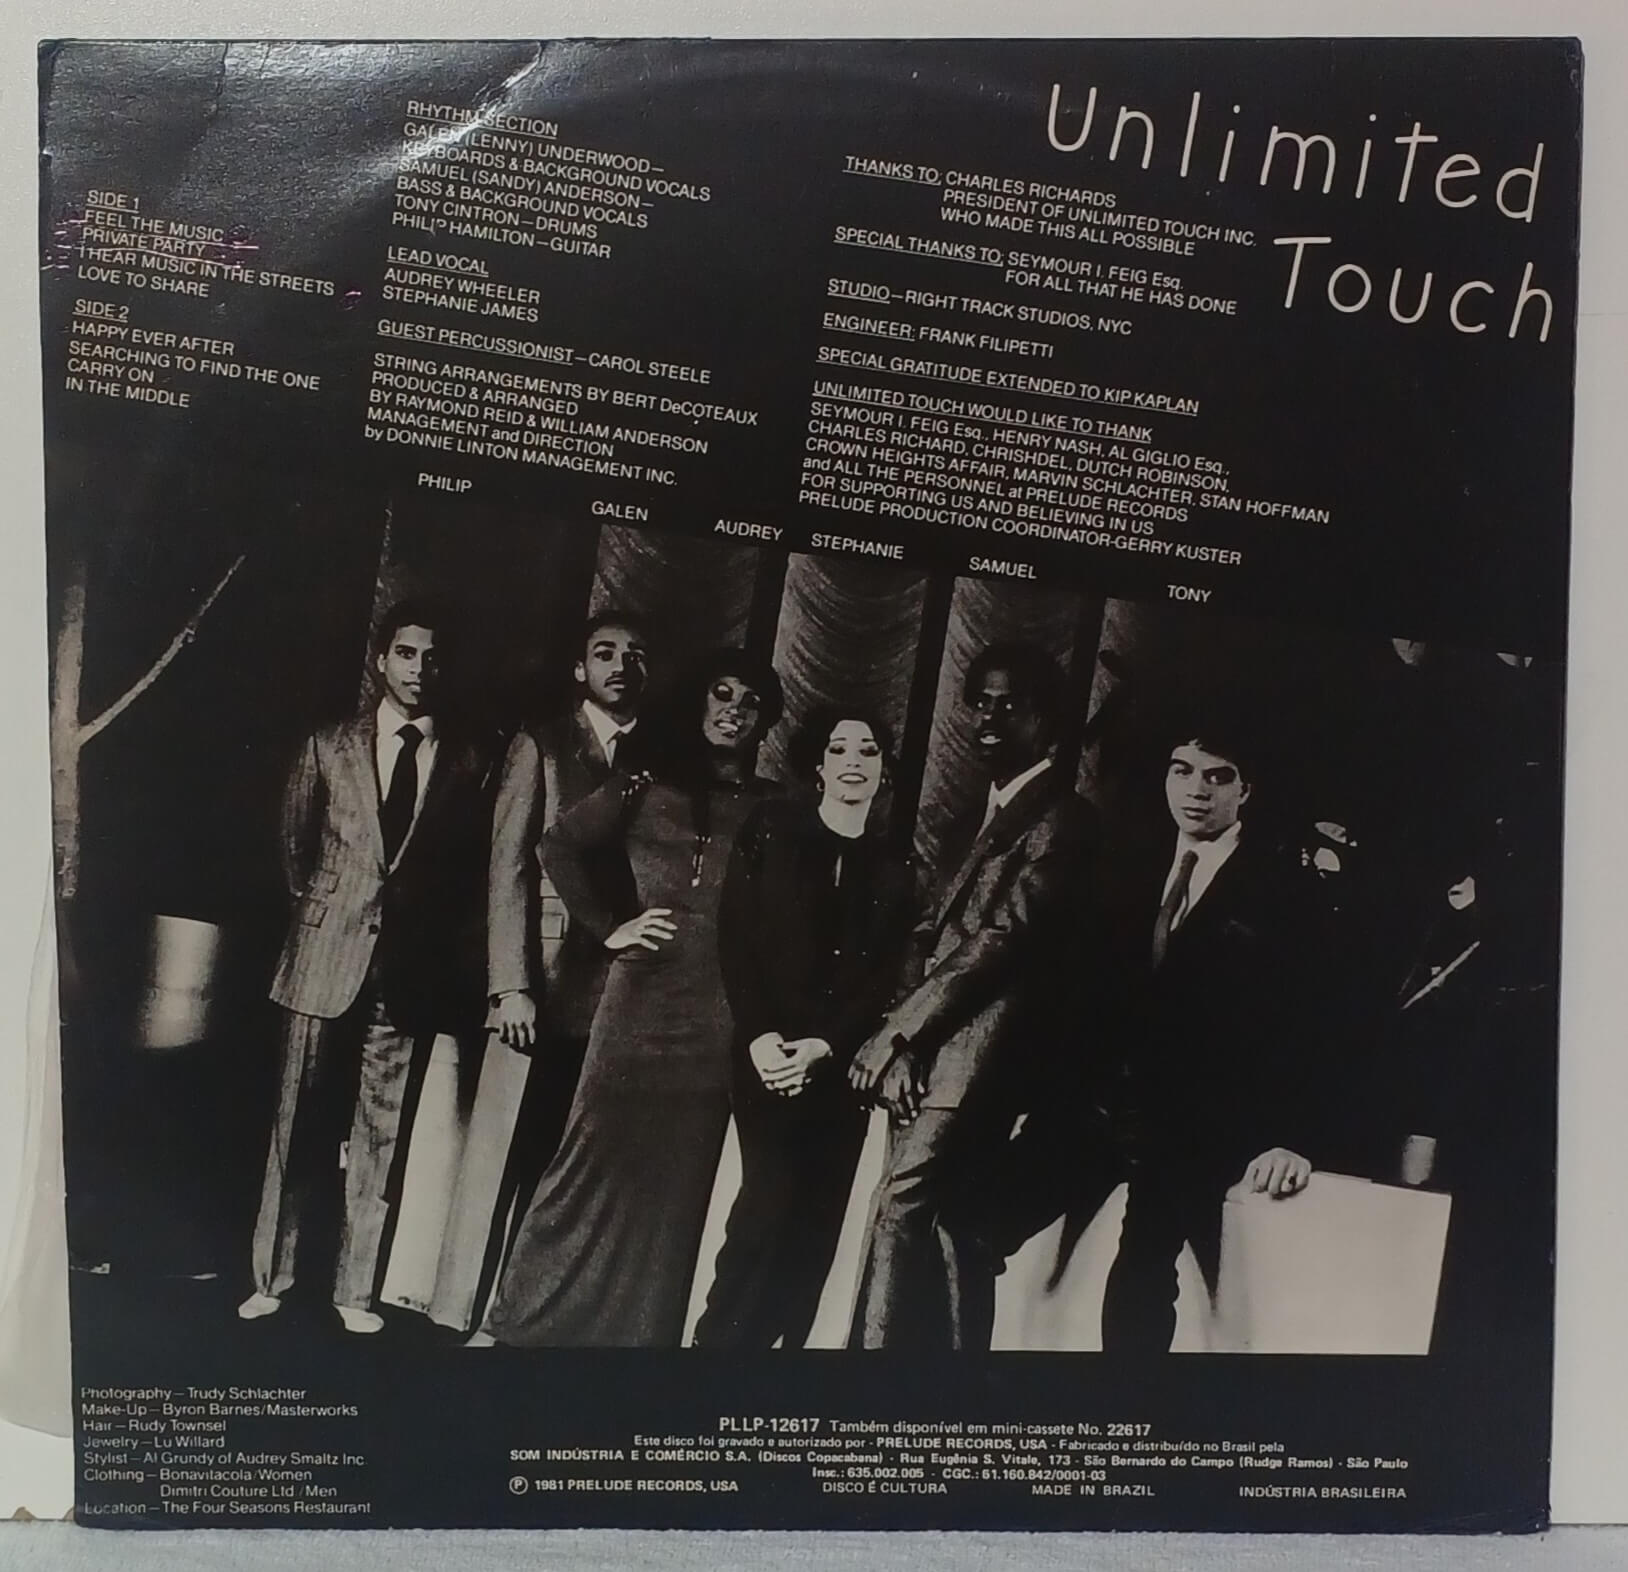 Unlimited
Touch
SIDE 1
FEEL THE MUSIC
PRIVATE PARTY
I HEAR MUSIC IN THE STREETS
LOVE TO SHARE
SIDE 2
HAPPY EVER AFTER
SEARCHING TO FIND THE ONE
CARRY ON
IN THE MIDDLE
RHYTHM SECTION
GALEN (LENNY) UNDERWOOD—
KEYBOARDS & BACKGROUND VOCALS
SAMUEL (SANDY) ANDERSON—
BASS & BACKGROUND VOCALS
TONY CINTRON—DRUMS
PHILIP HAMILTON—GUITAR
LEAD VOCAL
AUDREY WHEELER
STEPHANIE JAMES
GUEST PERCUSSIONIST—CAROL STEELE
STRING ARRANGEMENTS BY BERT DeCOTEAUX
PRODUCED & ARRANGED
BY RAYMOND REID & WILLIAM ANDERSON
MANAGEMENT and DIRECTION
by DONNIE LINTON MANAGEMENT INC.
THANKS TO: CHARLES RICHARDS
PRESIDENT OF UNLIMITED TOUCH INC.
WHO MADE THIS ALL POSSIBLE
SPECIAL THANKS TO: SEYMOUR I. FEIG Esq.
FOR ALL THAT HE HAS DONE
STUDIO—RIGHT TRACK STUDIOS, NYC
ENGINEER: FRANK FILIPETTI
SPECIAL GRATITUDE EXTENDED TO KIP KAPLAN
UNLIMITED TOUCH WOULD LIKE TO THANK
SEYMOUR I. FEIG Esq., HENRY NASH, AL GIGLIO Esq.,
CHARLES RICHARD, CHRISHDEL, DUTCH ROBINSON,
CROWN HEIGHTS AFFAIR, MARVIN SCHLACHTER, STAN HOFFMAN
and ALL THE PERSONNEL at PRELUDE RECORDS
FOR SUPPORTING US AND BELIEVING IN US
PRELUDE PRODUCTION COORDINATOR-GERRY KUSTER
PHILIP
GALEN
AUDREY
STEPHANIE
SAMUEL
TONY
Photography—Trudy Schlachter
Make-Up—Byron Barnes/Masterworks
Hair—Rudy Townsel
Jewelry—Lu Willard
Stylist—Al Grundy of Audrey Smaltz Inc.
Clothing—Bonavitacola/Women
Dimitri Couture Ltd/Men
Location—The Four Seasons Restaurant
PLLP-12617 Também disponível em mini-cassete No. 22617
Este disco foi gravado e autorizado por - PRELUDE RECORDS, USA - Fabricado e distribuído no Brasil pela
SOM INDÚSTRIA E COMÉRCIO S.A. (Discos Copacabana) - Rua Eugênia S. Vitale, 173 - São Bernardo do Campo (Rudge Ramos) - São Paulo
Insc.: 635.002.005 - CGC.: 61.160.842/0001-03
Ⓟ 1981 PRELUDE RECORDS, USA DISCO É CULTURA MADE IN BRAZIL INDÚSTRIA BRASILEIRA